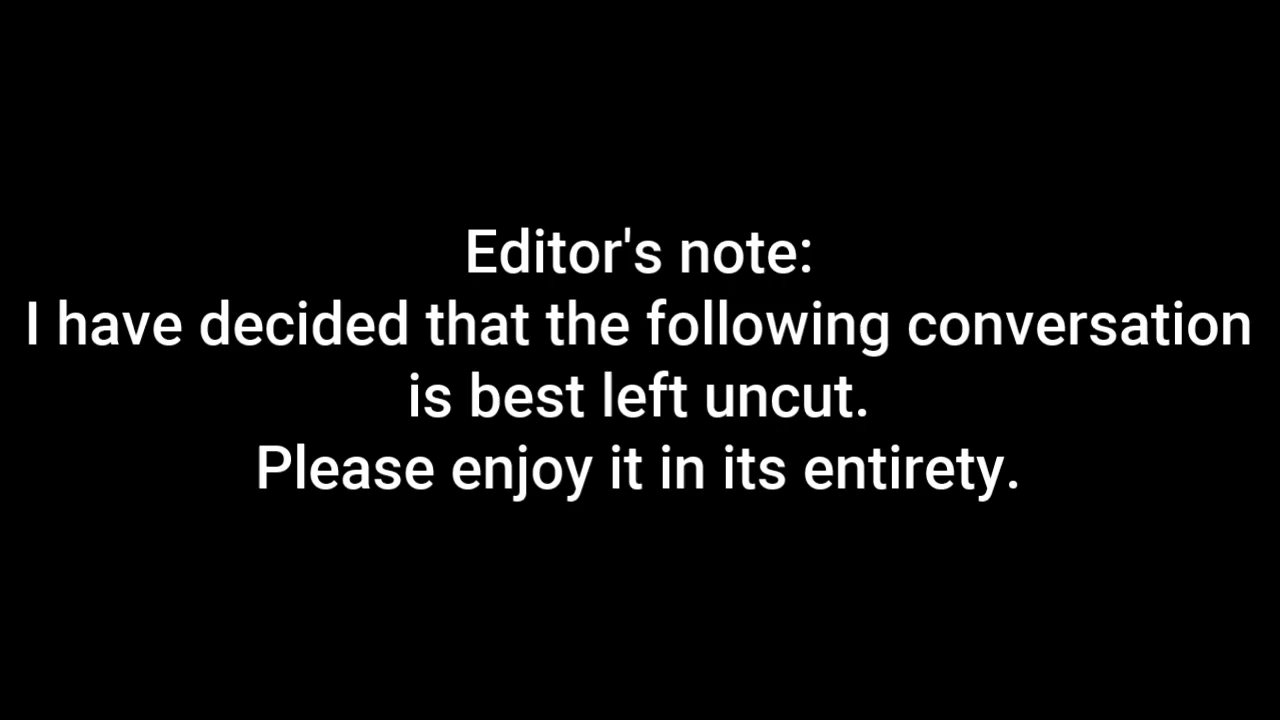 Editor's note:
I have decided that the following conversation
is best left uncut.
Please enjoy it in its entirety.